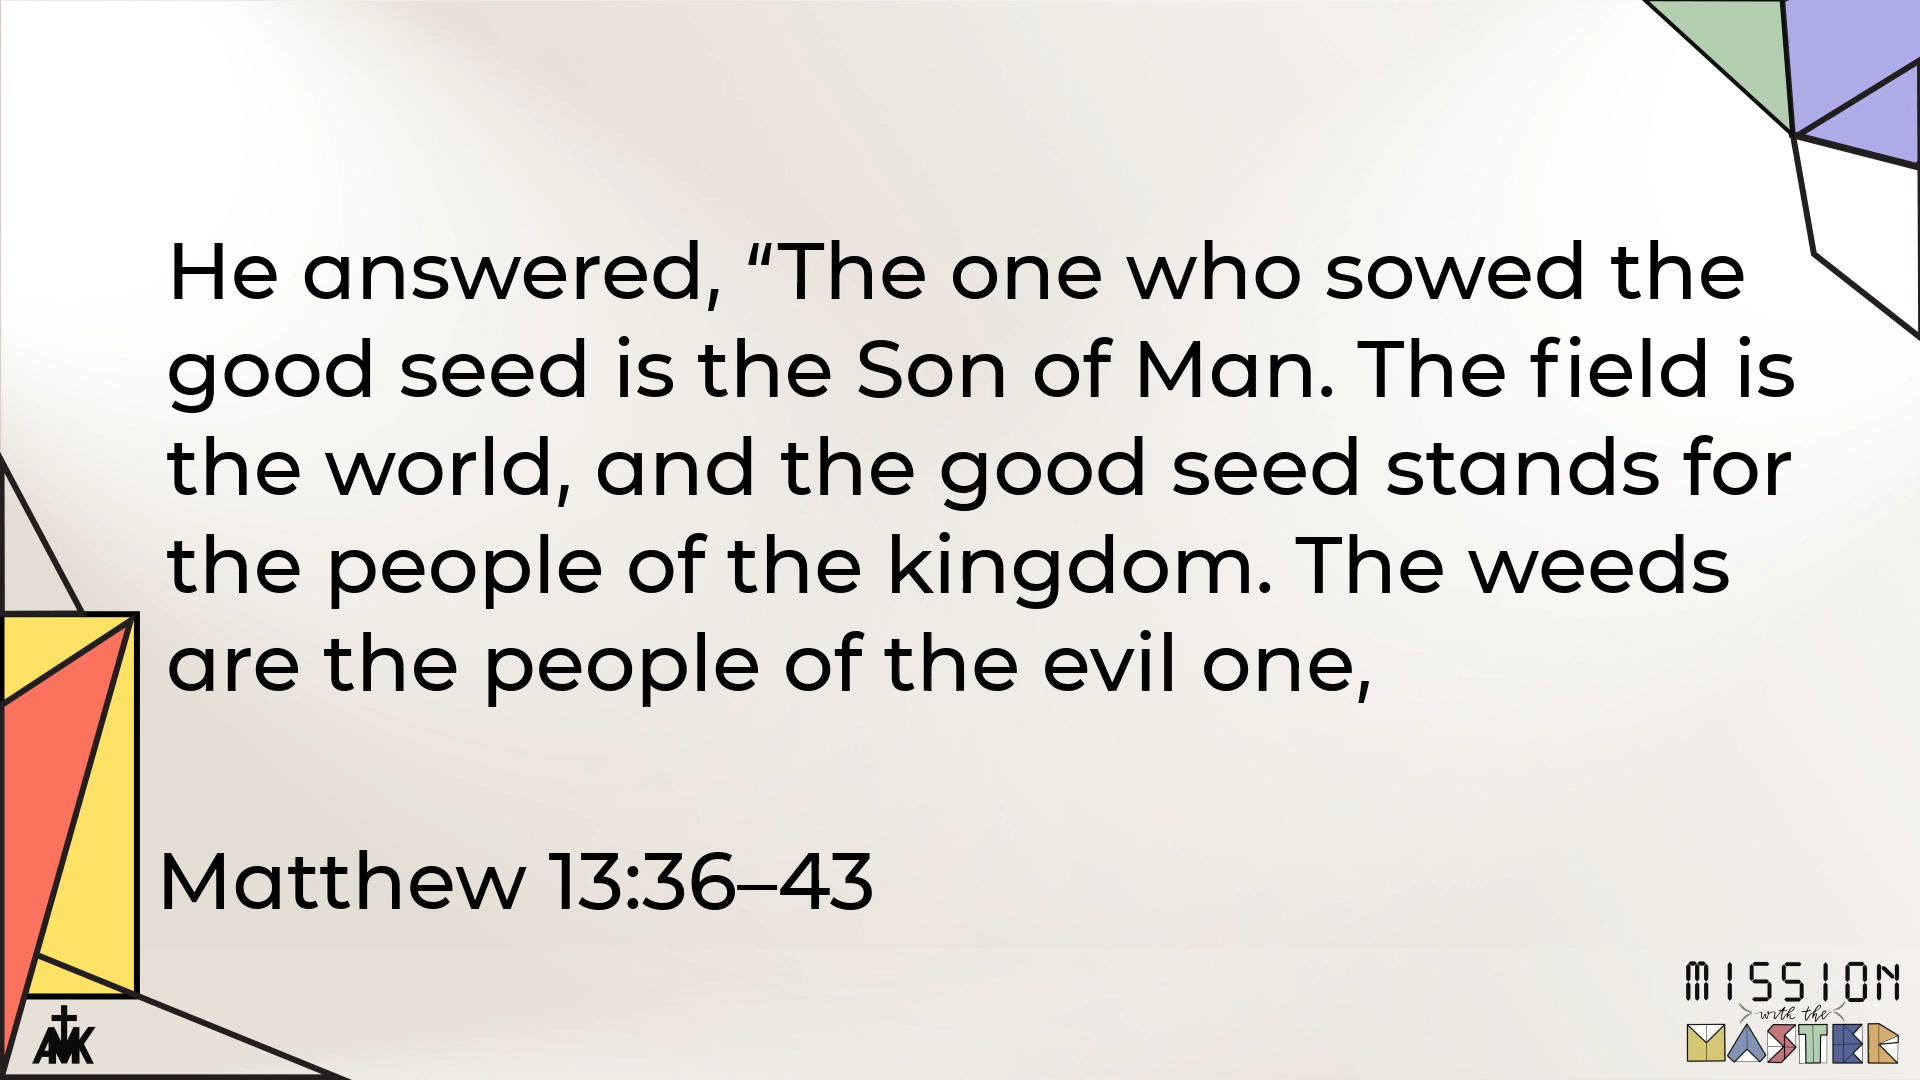 He answered, “The one who sowed the
good seed is the Son of Man. The field is
the world, and the good seed stands for
the people of the kingdom. The weeds
are the people of the evil one,
Matthew 13:36–43
MISSION
with the
MASTER
AMK